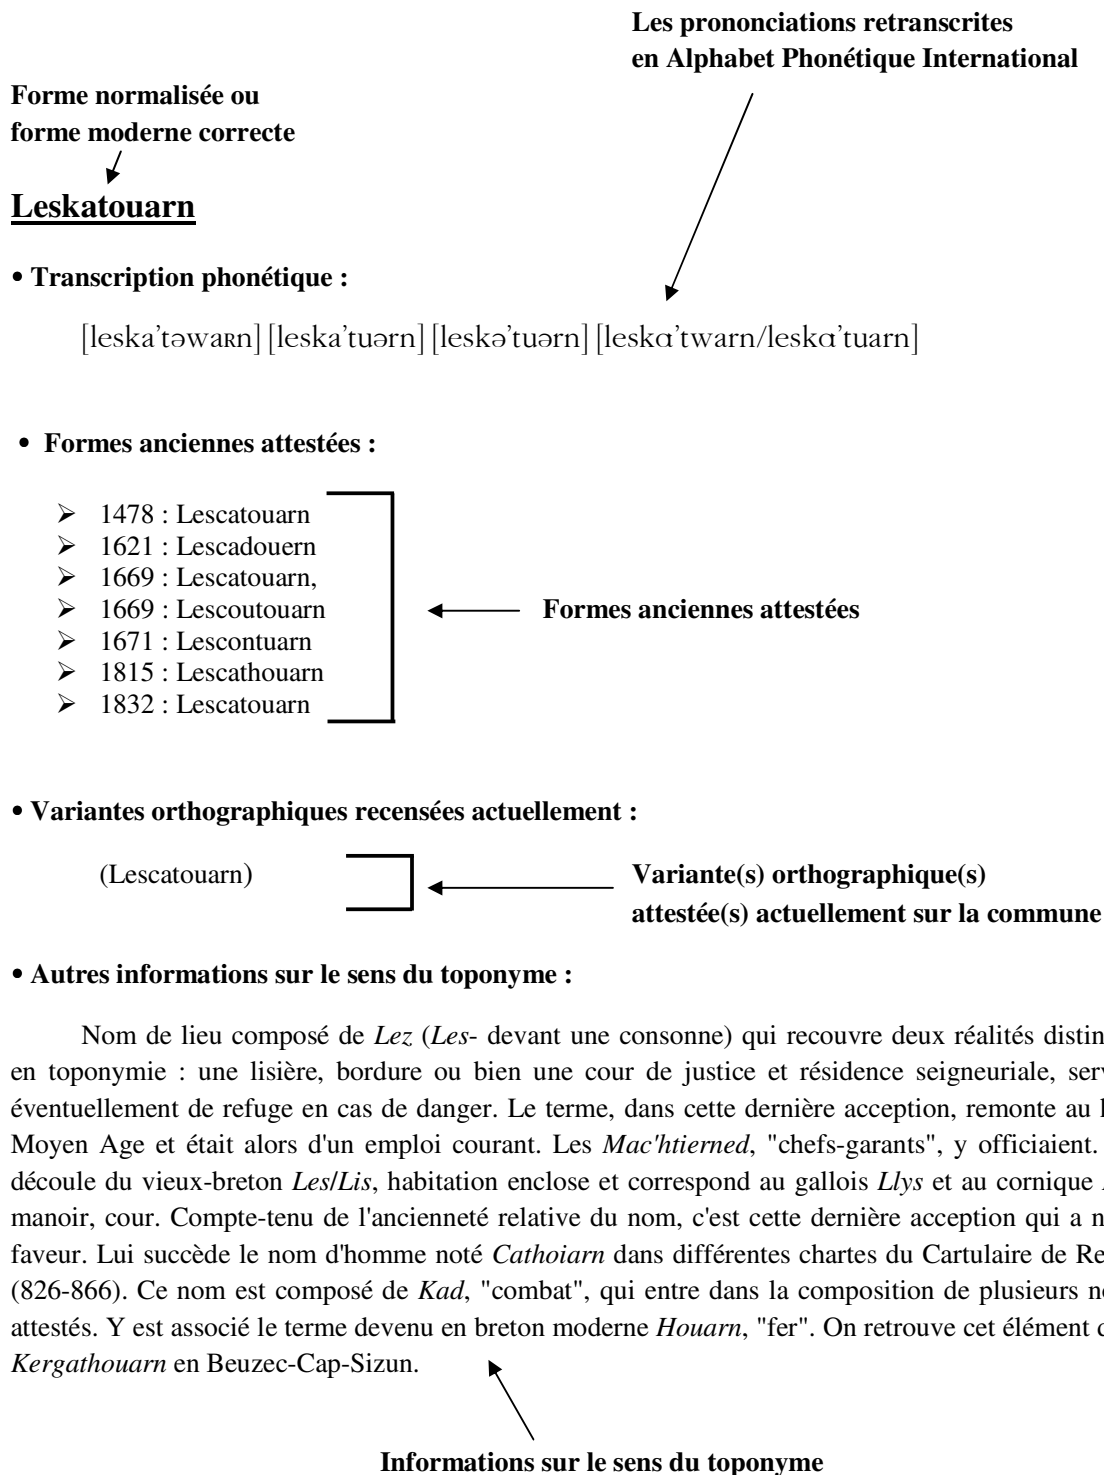 Les prononciations retranscrites
en Alphabet Phonétique International
Forme normalisée ou
forme moderne correcte
Leskatouarn
• Transcription phonétique :
[leska'təwaʀn] [leska'tuərn] [leskə'tuərn] [leskɑ'twarn/leskɑ'tuarn]
• Formes anciennes attestées :
➢ 1478 : Lescatouarn
➢ 1621 : Lescadouern
➢ 1669 : Lescatouarn,
➢ 1669 : Lescoutouarn
➢ 1671 : Lescontuarn
➢ 1815 : Lescathouarn
➢ 1832 : Lescatouarn
Formes anciennes attestées
• Variantes orthographiques recensées actuellement :
(Lescatouarn)
Variante(s) orthographique(s)
attestée(s) actuellement sur la commune
• Autres informations sur le sens du toponyme :
Nom de lieu composé de Lez (Les- devant une consonne) qui recouvre deux réalités distin
en toponymie : une lisière, bordure ou bien une cour de justice et résidence seigneuriale, serv
éventuellement de refuge en cas de danger. Le terme, dans cette dernière acception, remonte au
Moyen Age et était alors d'un emploi courant. Les Mac'htierned, "chefs-garants", y officiaient.
découle du vieux-breton Les/Lis, habitation enclose et correspond au gallois Llys et au cornique
manoir, cour. Compte-tenu de l'ancienneté relative du nom, c'est cette dernière acception qui a n
faveur. Lui succède le nom d'homme noté Cathoiarn dans différentes chartes du Cartulaire de Re
(826-866). Ce nom est composé de Kad, "combat", qui entre dans la composition de plusieurs n
attestés. Y est associé le terme devenu en breton moderne Houarn, "fer". On retrouve cet élément
Kergathouarn en Beuzec-Cap-Sizun.
Informations sur le sens du toponyme